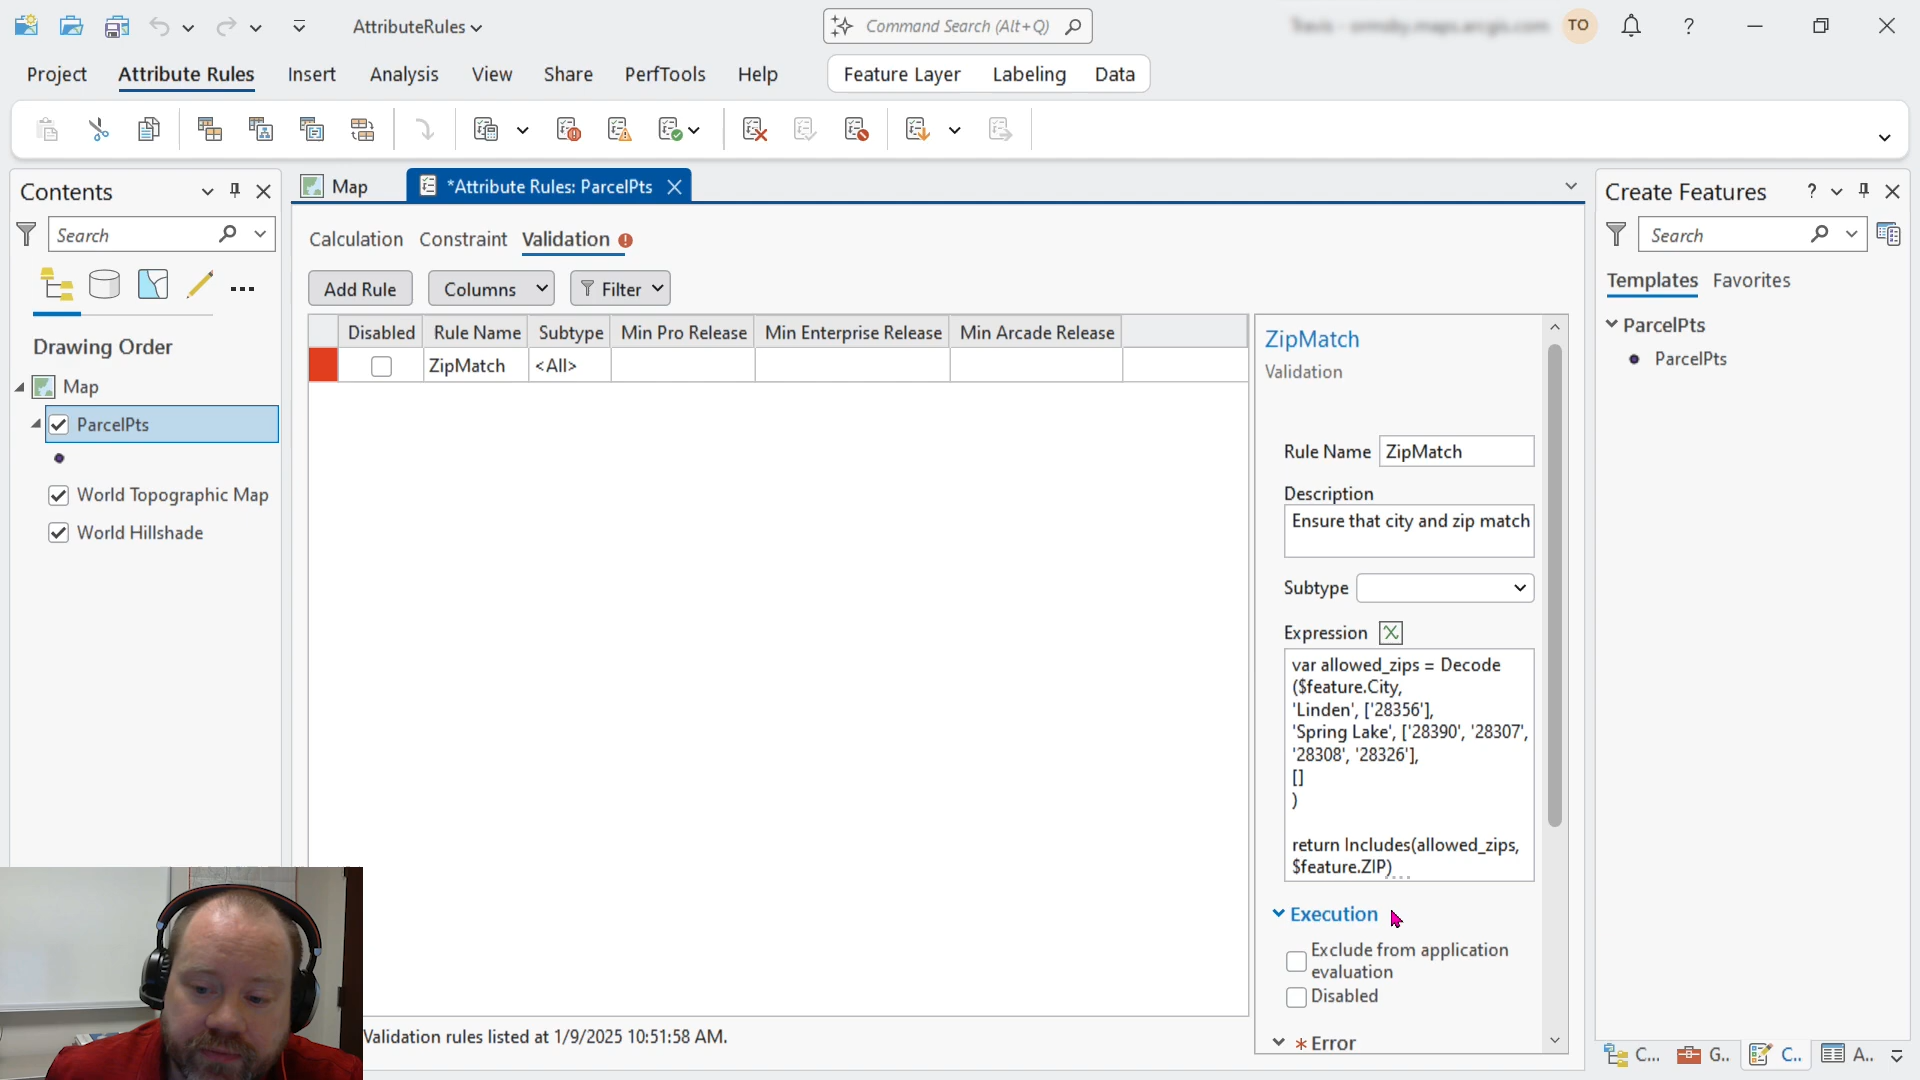 AttributeRules
Command Search (Alt+Q)
TO
Project
Attribute Rules
Insert
Analysis
View
Share
PerfTools
Help
Feature Layer
Labeling
Data
Contents
Search
Drawing Order
Map
ParcelPts
World Topographic Map
World Hillshade
Map
*Attribute Rules: ParcelPts
Calculation
Constraint
Validation
Add Rule
Columns
Filter
Disabled
Rule Name
Subtype
Min Pro Release
Min Enterprise Release
Min Arcade Release
ZipMatch
<All>
Validation rules listed at 1/9/2025 10:51:58 AM.
ZipMatch
Validation
Rule Name
ZipMatch
Description
Ensure that city and zip match
Subtype
Expression
var allowed_zips = Decode
($feature.City,
'Linden', ['28356'],
'Spring Lake', ['28390', '28307',
'28308', '28326'],
[]
)
return Includes(allowed_zips,
$feature.ZIP)
Execution
Exclude from application
evaluation
Disabled
* Error
Create Features
?
Search
Templates
Favorites
ParcelPts
ParcelPts
C...
G..
C..
A..